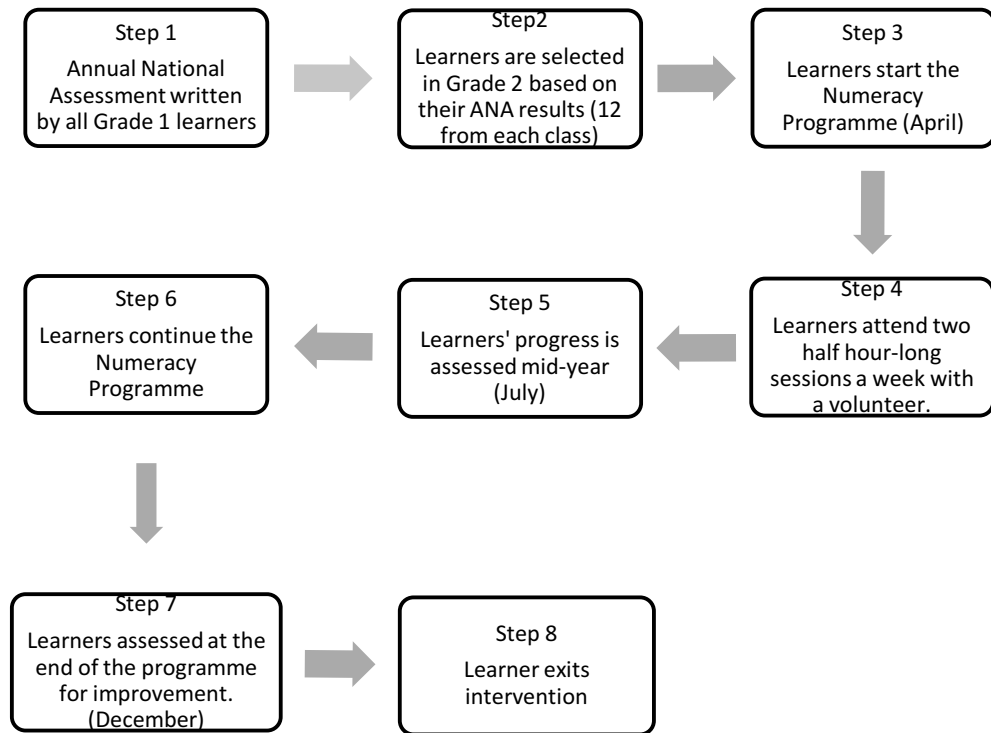 Step 1
Annual National
Assessment written
by all Grade 1 learners
Step2
Learners are selected
in Grade 2 based on
their ANA results (12
from each class)
Step 3
Learners start the
Numeracy
Programme (April)
Step 4
Learners attend two
half hour-long
sessions a week with
a volunteer.
Step 5
Learners' progress is
assessed mid-year
(July)
Step 6
Learners continue the
Numeracy
Programme
Step 7
Learners assessed at the
end of the programme
for improvement.
(December)
Step 8
Learner exits
intervention